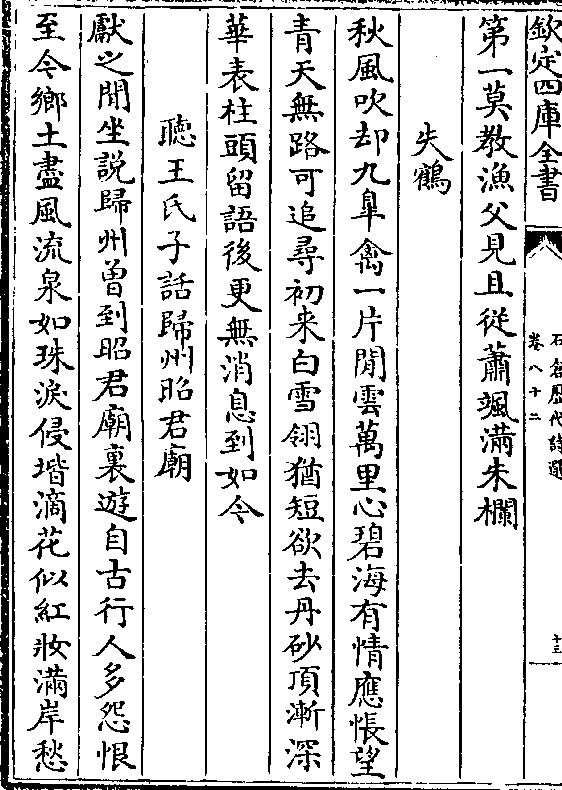 欽定四庫全書
石倉歷代詩選
卷八十二
十三
第一莫教漁父見且從蕭颯滿朱欄
失鶴
秋風吹却九臯禽一片閒雲萬里心碧海有情應悵望
青天無路可追尋初来白雪翎猶短欲去丹砂頂漸深
華表柱頭留語後更無消息到如今
聽王氏子話歸州昭君廟
獻之閒坐說歸州曾到昭君廟裏遊自古行人多怨恨
至今鄉土盡風流泉如珠淚侵堦滴花似紅妝滿岸愁